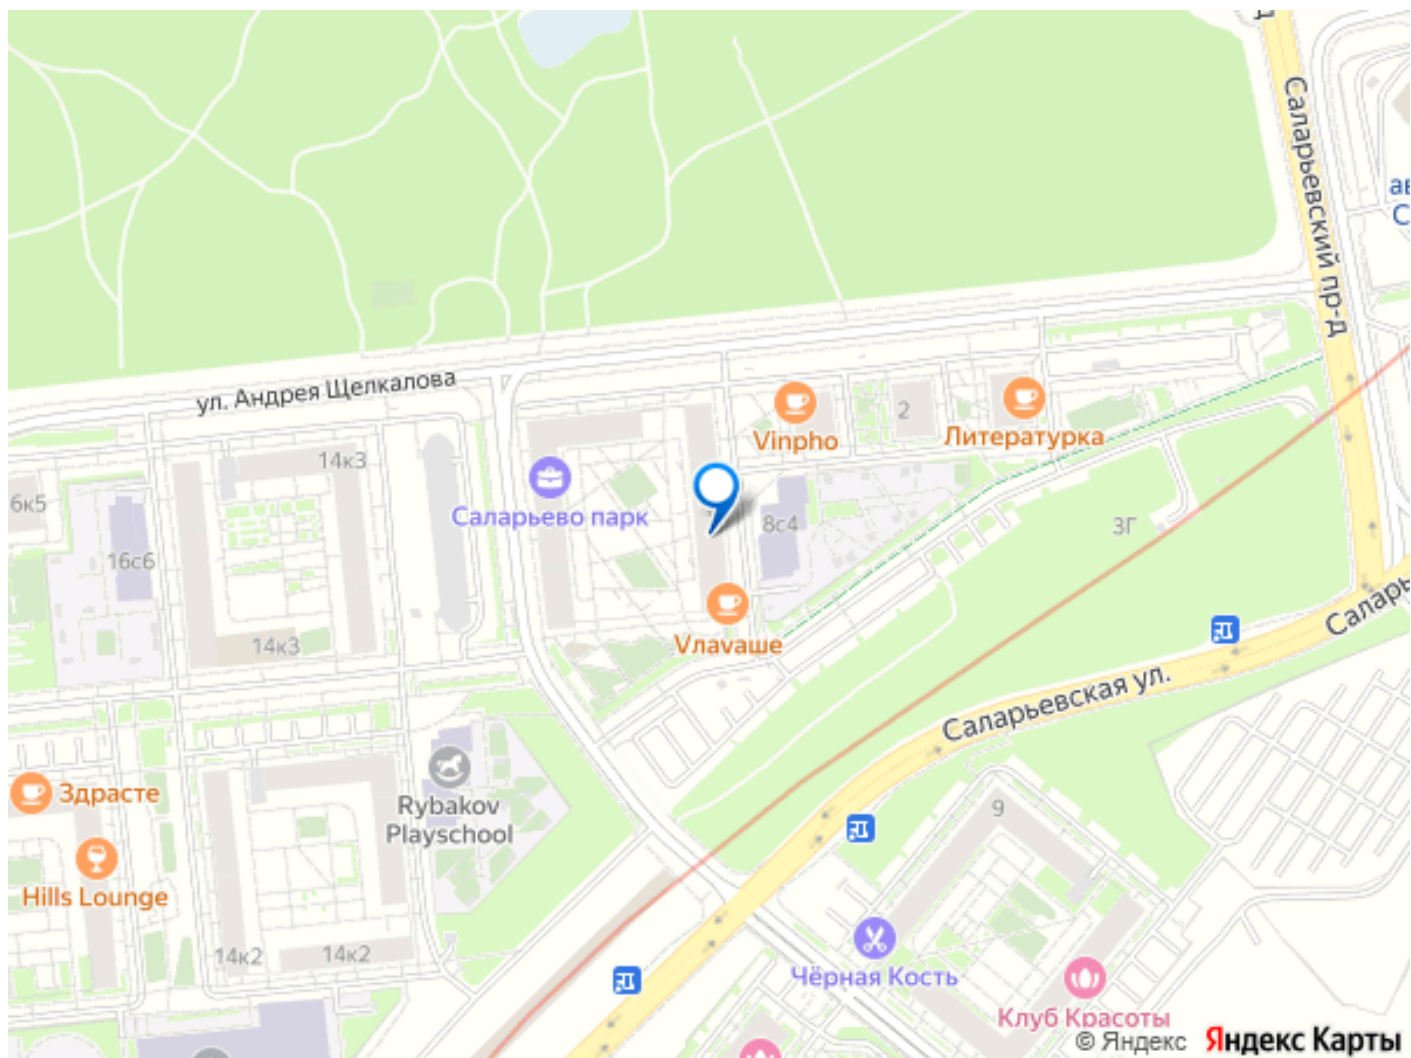 Саларьевский пр-д
ул. Андрея Щелкалова
Vinpho
2
Литературка
14к3
6к5
Саларьево парк
8с4
3Г
16с6
Vлаvаше
14к3
Саларьевская ул.
Rybakov
Playschool
Здрасте
9
Hills Lounge
14к2
14к2
Чёрная Кость
Клуб Красоты
© Яндекс Яндекс Карты